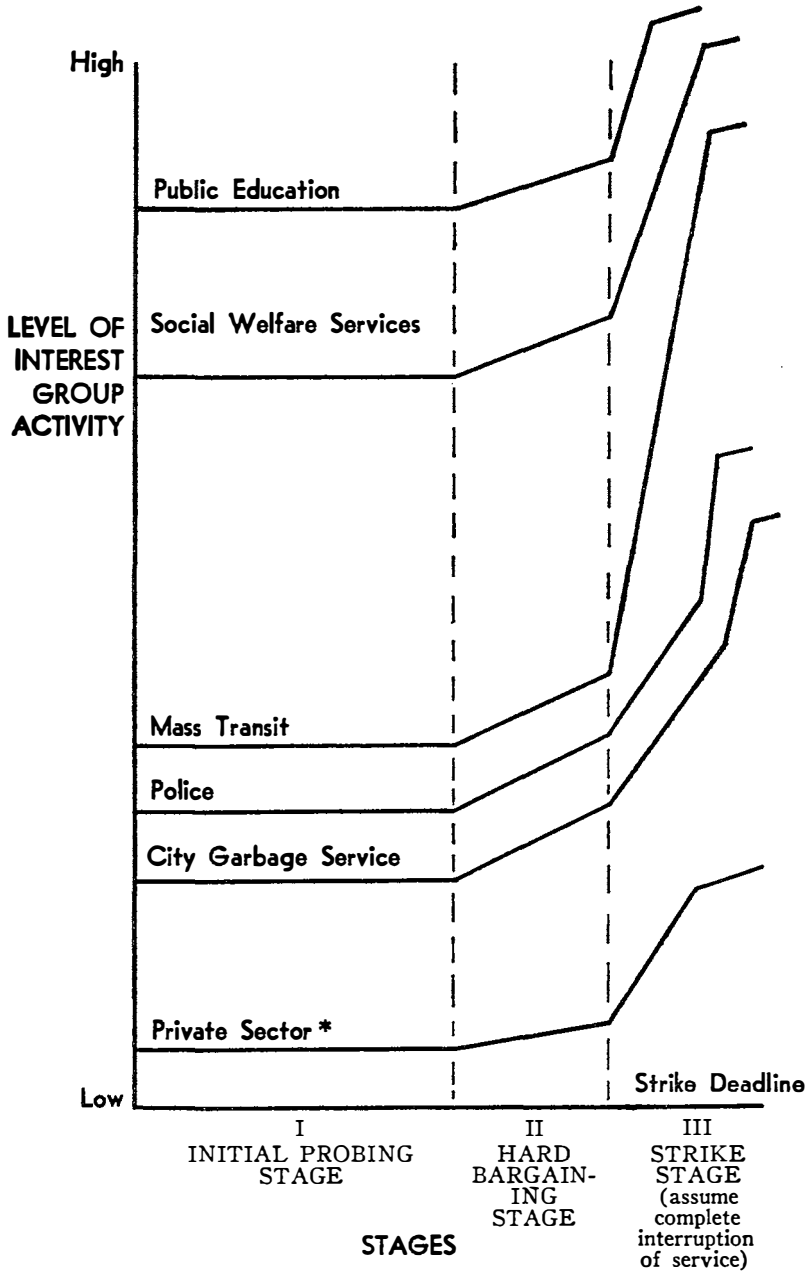 High
Public Education
LEVEL OF
INTEREST
GROUP
ACTIVITY
Social Welfare Services
Mass Transit
Police
City Garbage Service
Private Sector *
Low
Strike Deadline
I
INITIAL PROBING
STAGE
II
HARD
BARGAIN-
ING
STAGE
III
STRIKE
STAGE
(assume
complete
interruption
of service)
STAGES